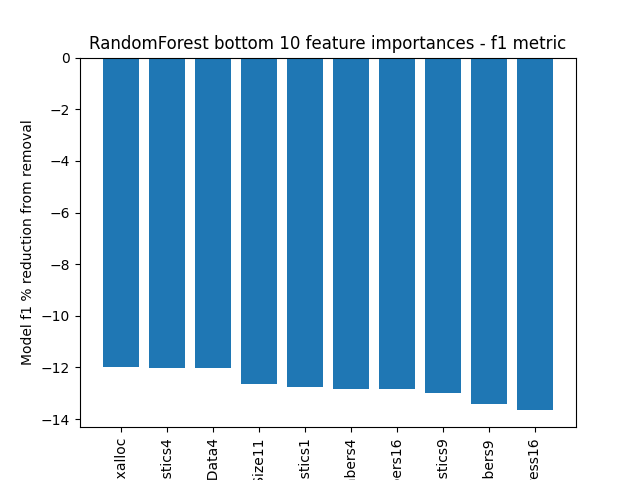 RandomForest bottom 10 feature importances - f1 metric
Model f1 % reduction from removal
0
−2
−4
−6
−8
−10
−12
−14
xalloc
stics4
Data4
Size11
stics1
bers4
bers16
stics9
bers9
ess16